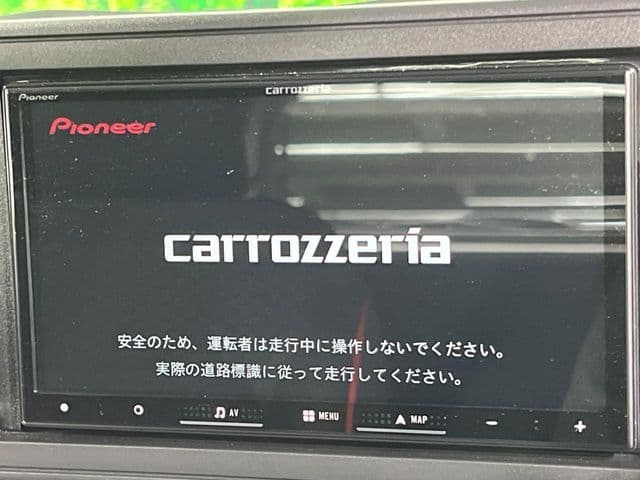 Pioneer
carrozzeria
Pioneer
carrozzeria
安全のため、運転者は走行中に操作しないでください。
実際の道路標識に従って走行してください。
AV MENU MAP - +